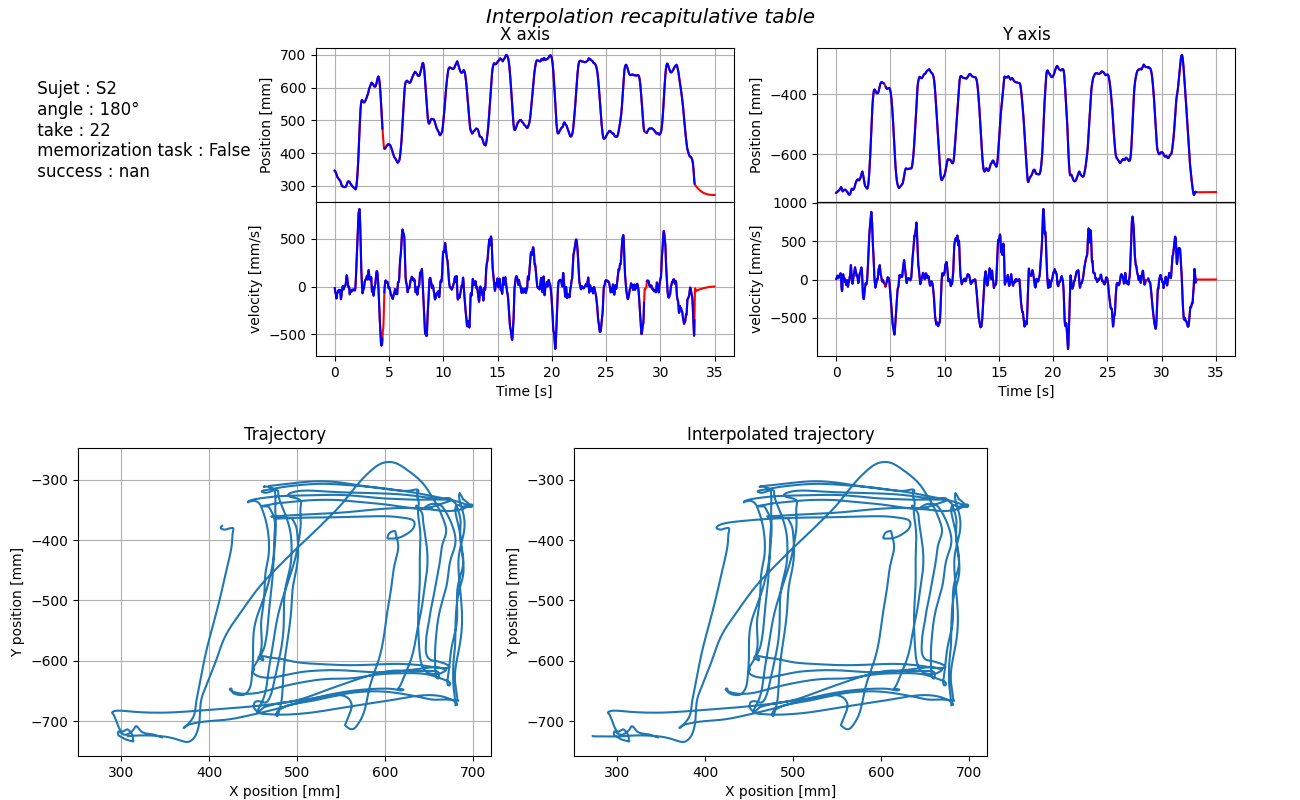 Interpolation recapitulative table
X axis
Y axis
Sujet : S2
angle : 180°
take : 22
memorization task : False
success : nan
Position [mm]
700
600
500
400
300
velocity [mm/s]
500
0
−500
0 5 10 15 20 25 30 35
Time [s]
Position [mm]
−400
−600
velocity [mm/s]
1000
500
0
−500
0 5 10 15 20 25 30 35
Time [s]
Trajectory
Y position [mm]
−300
−400
−500
−600
−700
300 400 500 600 700
X position [mm]
Interpolated trajectory
Y position [mm]
−300
−400
−500
−600
−700
300 400 500 600 700
X position [mm]